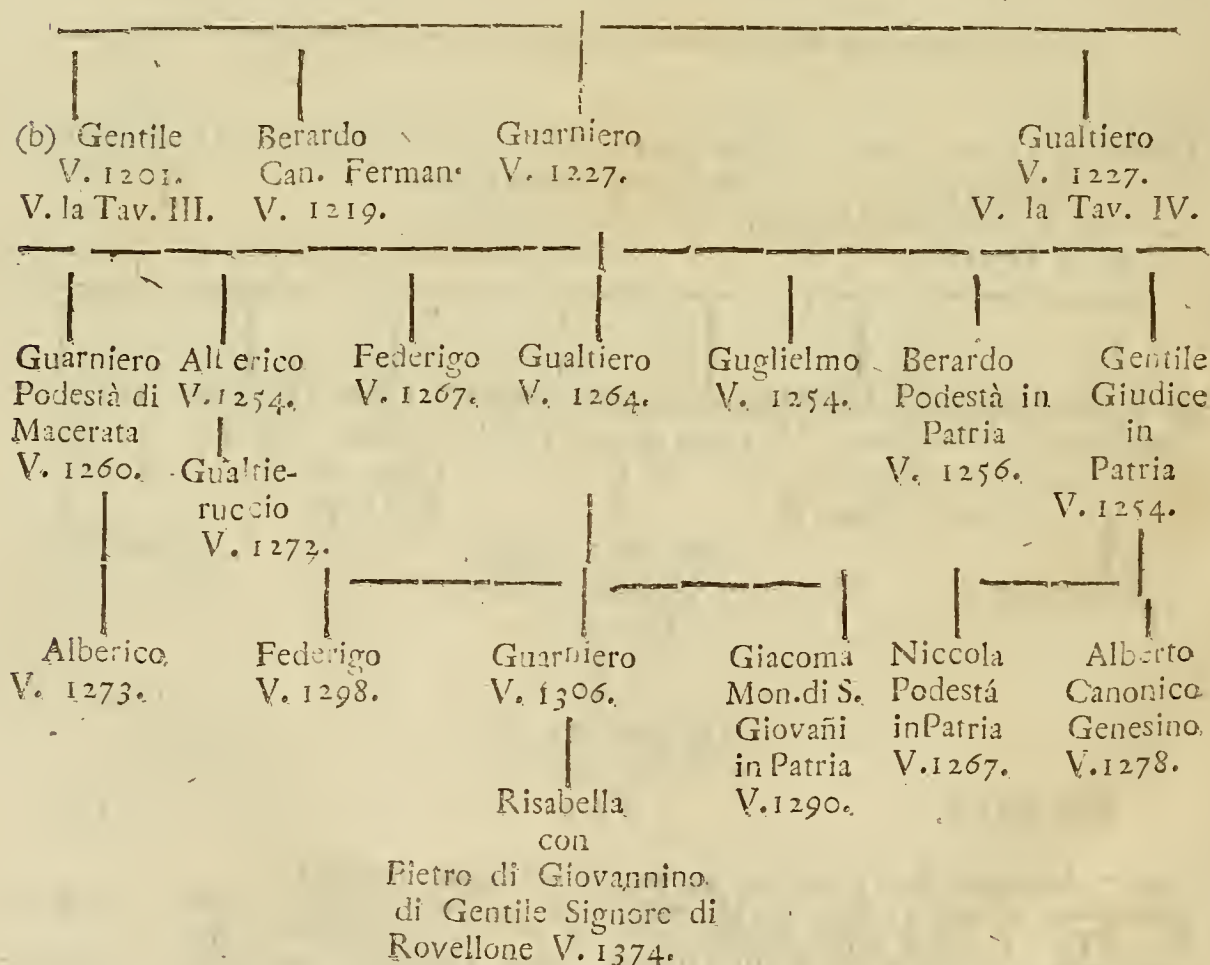 (b) Gentile
V. 1201.
V. la Tav. III.
Berardo
Can. Ferman.
V. 1219.
Guarniero
V. 1227.
Gualtiero
V. 1227.
V. la Tav. IV.
Guarniero
Podestà di
Macerata
V. 1260.
Alberico
V. 1254.
Gualtie-
ruccio
V. 1272.
Federigo
V. 1267.
Gualtiero
V. 1264.
Guglielmo
V. 1254.
Berardo
Podestà in
Patria
V. 1256.
Gentile
Giudice
in
Patria
V. 1254.
Alberico
V. 1273.
Federigo
V. 1298.
Guarniero
V. 1306.
Risabella
con
Pietro di Giovannino
di Gentile Signore di
Rovellone V. 1374.
Giacoma
Mon. di S.
Giovañi
in Patria
V. 1290.
Niccola
Podestá
in Patria
V. 1267.
Alberto
Canonico
Genesino
V. 1278.